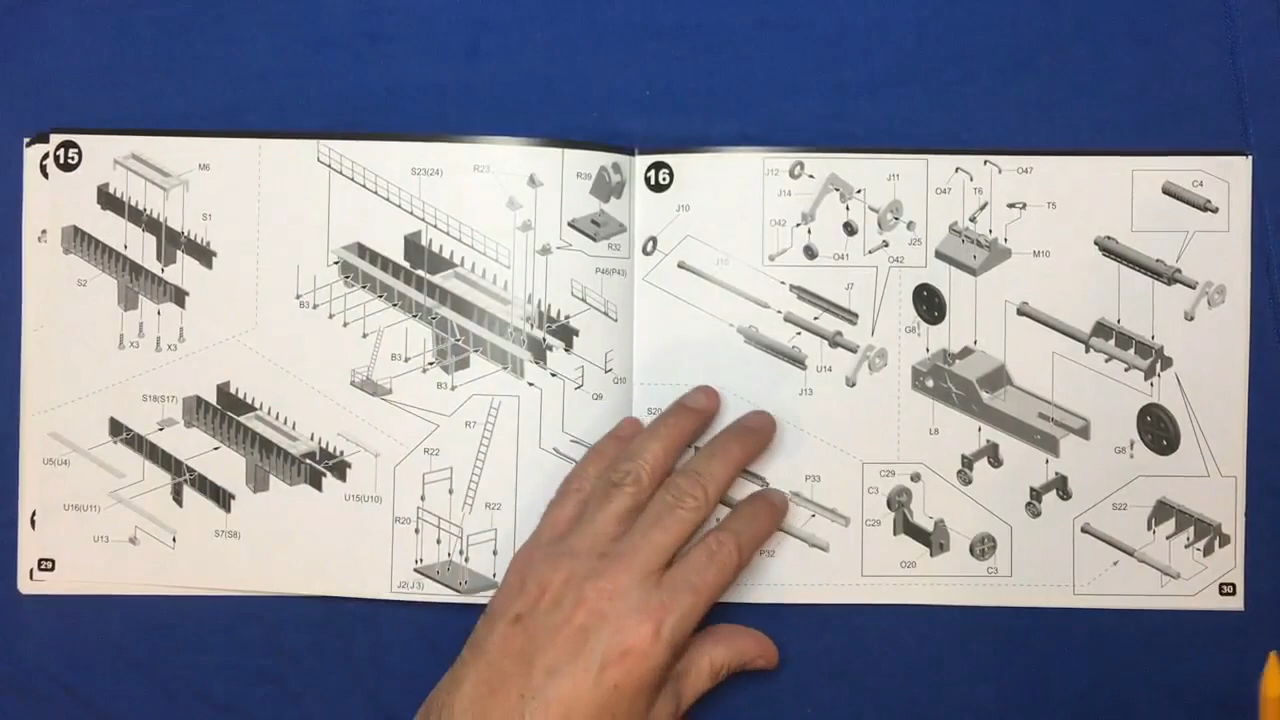 15
M6
S1
S2
X3
X3
S18(S17)
U5(U4)
U16(U11)
U13
S7(S8)
U15(U10)
29
S23(24)
R23
R39
R32
P46(P43)
B3
B3
B3
Q10
Q9
R7
R22
R20
R22
J2(J3)
16
J10
J12
J14
O42
J11
J25
O41
O42
J7
U14
J13
S20
P33
P32
O47
T6
O47
T5
M10
C4
G8
L8
G8
C29
C3
C29
O20
C3
S22
30